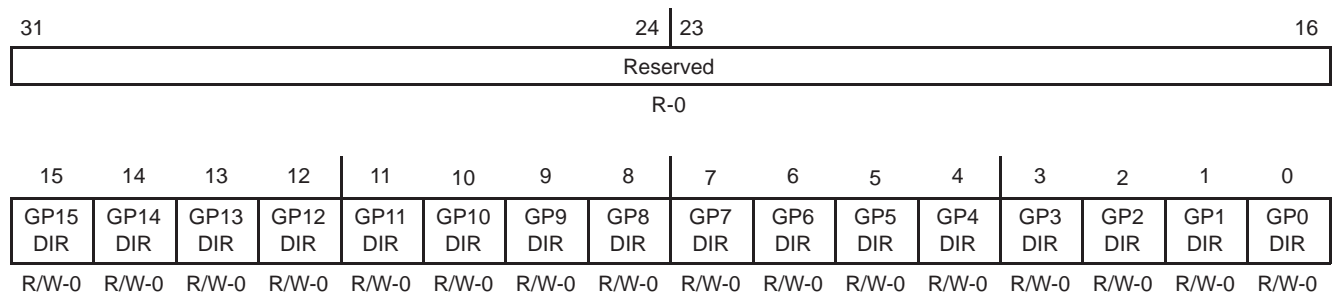 31 24 23 16
Reserved
R-0
15 14 13 12 11 10 9 8 7 6 5 4 3 2 1 0
GP15 GP14 GP13 GP12 GP11 GP10 GP9 GP8 GP7 GP6 GP5 GP4 GP3 GP2 GP1 GP0
DIR DIR DIR DIR DIR DIR DIR DIR DIR DIR DIR DIR DIR DIR DIR DIR
R/W-0 R/W-0 R/W-0 R/W-0 R/W-0 R/W-0 R/W-0 R/W-0 R/W-0 R/W-0 R/W-0 R/W-0 R/W-0 R/W-0 R/W-0 R/W-0